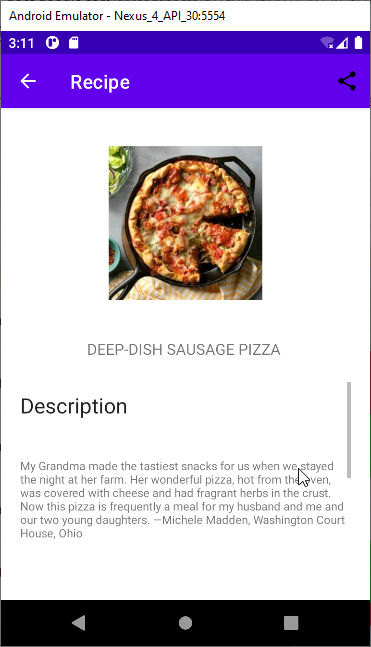 Android Emulator - Nexus_4_API_30:5554
3:11
Recipe
DEEP-DISH SAUSAGE PIZZA
Description
My Grandma made the tastiest snacks for us when we stayed
the night at her farm. Her wonderful pizza, hot from the oven,
was covered with cheese and had fragrant herbs in the crust.
Now this pizza is frequently a meal for my husband and me and
our two young daughters. —Michele Madden, Washington Court
House, Ohio